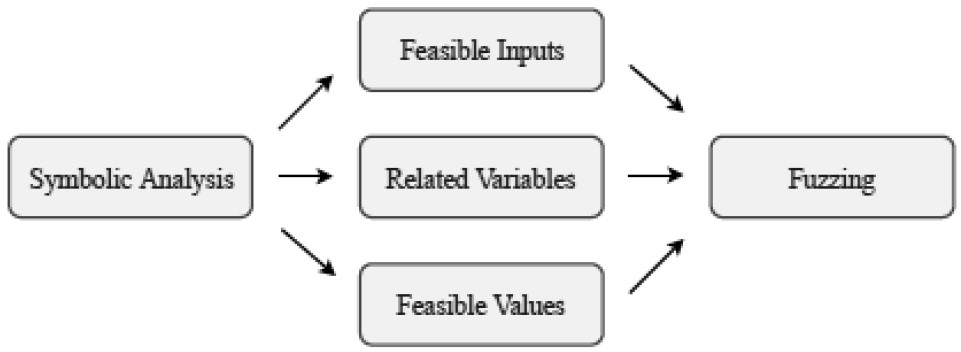 Feasible Inputs
Symbolic Analysis
Related Variables
Fuzzing
Feasible Values